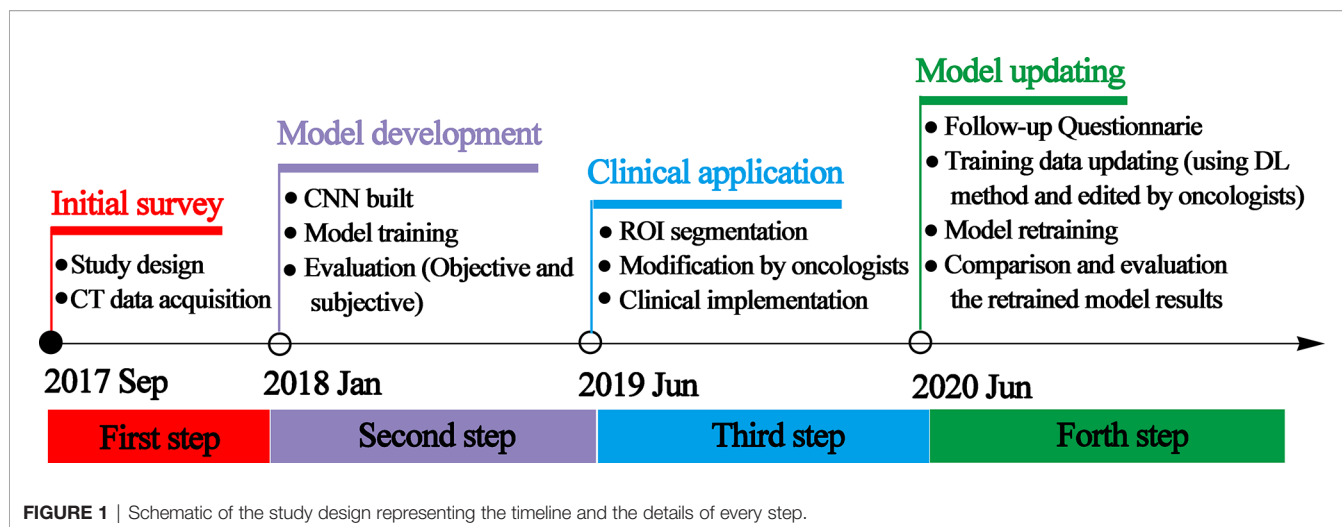 Initial survey
● Study design
● CT data acquisition
Model development
● CNN built
● Model training
● Evaluation (Objective and
subjective)
Clinical application
● ROI segmentation
● Modification by oncologists
● Clinical implementation
Model updating
● Follow-up Questionnarie
● Training data updating (using DL
method and edited by oncologists)
● Model retraining
● Comparison and evaluation
the retrained model results
2017 Sep
2018 Jan
2019 Jun
2020 Jun
First step
Second step
Third step
Forth step
FIGURE 1 | Schematic of the study design representing the timeline and the details of every step.